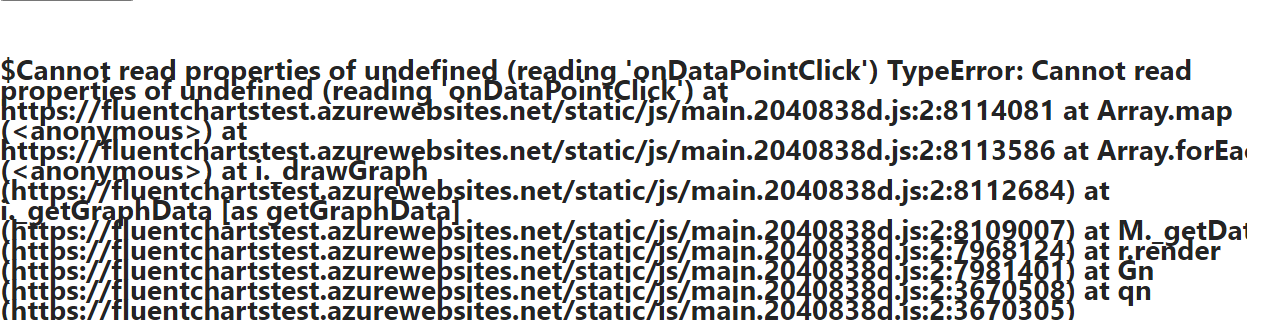 $Cannot read properties of undefined (reading 'onDataPointClick') TypeError: Cannot read
properties of undefined (reading 'onDataPointClick') at
https://fluentchartstest.azurewebsites.net/static/js/main.2040838d.js:2:8114081 at Array.map
(<anonymous>) at
https://fluentchartstest.azurewebsites.net/static/js/main.2040838d.js:2:8113586 at Array.forEac
(<anonymous>) at i._drawGraph
(https://fluentchartstest.azurewebsites.net/static/js/main.2040838d.js:2:8112684) at
i._getGraphData [as getGraphData]
(https://fluentchartstest.azurewebsites.net/static/js/main.2040838d.js:2:8109007) at M._getDat
(https://fluentchartstest.azurewebsites.net/static/js/main.2040838d.js:2:7968124) at r.render
(https://fluentchartstest.azurewebsites.net/static/js/main.2040838d.js:2:7981401) at Gn
(https://fluentchartstest.azurewebsites.net/static/js/main.2040838d.js:2:3670508) at qn
(https://fluentchartstest.azurewebsites.net/static/js/main.2040838d.js:2:3670305)